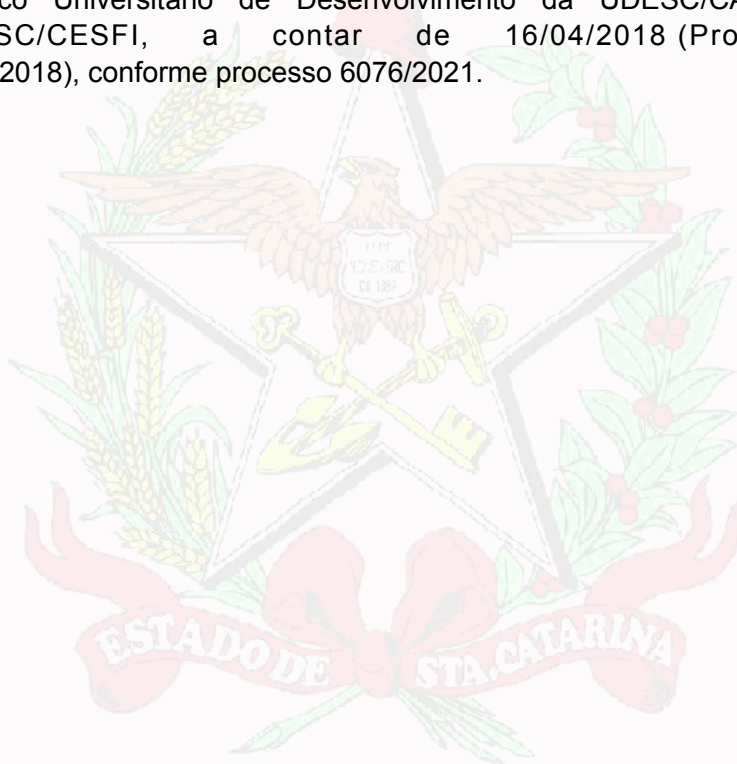 Universitário de Desenvolvimento da UDESC/CA
SC/CESFI, a contar de 16/04/2018 (Pro
2018), conforme processo 6076/2021.
ESTADO DE STA.CATARINA